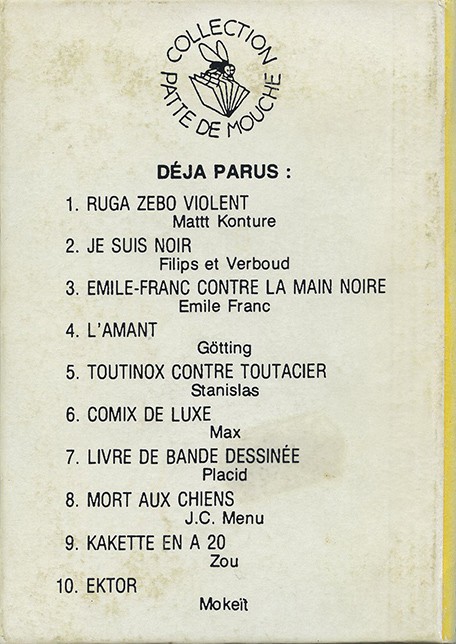 COLLECTION
PATTE DE MOUCHE
DÉJA PARUS :
1. RUGA ZEBO VIOLENT
Mattt Konture
2. JE SUIS NOIR
Filips et Verboud
3. EMILE-FRANC CONTRE LA MAIN NOIRE
Emile Franc
4. L'AMANT
Götting
5. TOUTINOX CONTRE TOUTACIER
Stanislas
6. COMIX DE LUXE
Max
7. LIVRE DE BANDE DESSINÉE
Placid
8. MORT AUX CHIENS
J.C. Menu
9. KAKETTE EN A 20
Zou
10. EKTOR
Mokeït